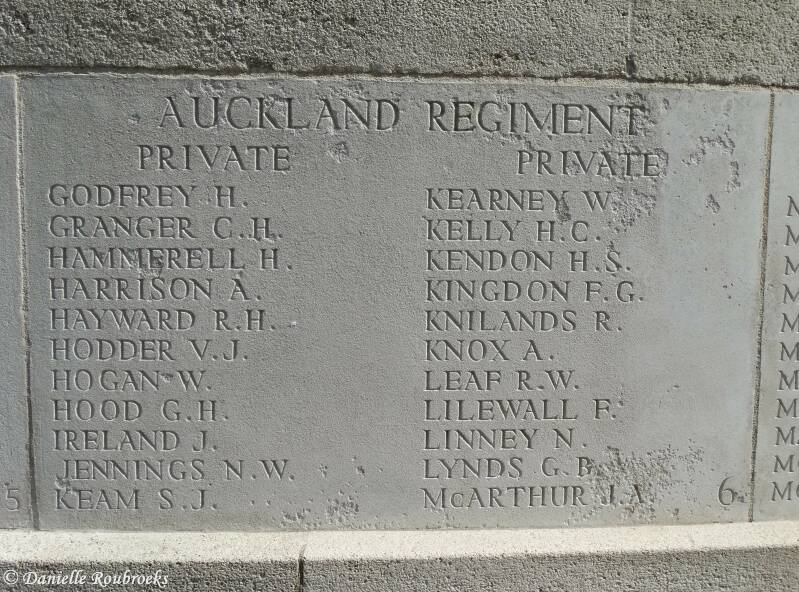 AUCKLAND REGIMENT
PRIVATE
GODFREY H.
GRANGER C.H.
HAMMERELL H.
HARRISON A.
HAYWARD R.H.
HODDER V.J.
HOGAN W.
HOOD G.H.
IRELAND J.
JENNINGS N.W.
KEAM S.J.
PRIVATE
KEARNEY W.
KELLY H.C.
KENDON H.S.
KINGDON F.G.
KNILANDS R.
KNOX A.
LEAF R.W.
LILEWALL F.
LINNEY N.
LYNDS G.B.
McARTHUR J.A.
5
6
© Danielle Roubroeks